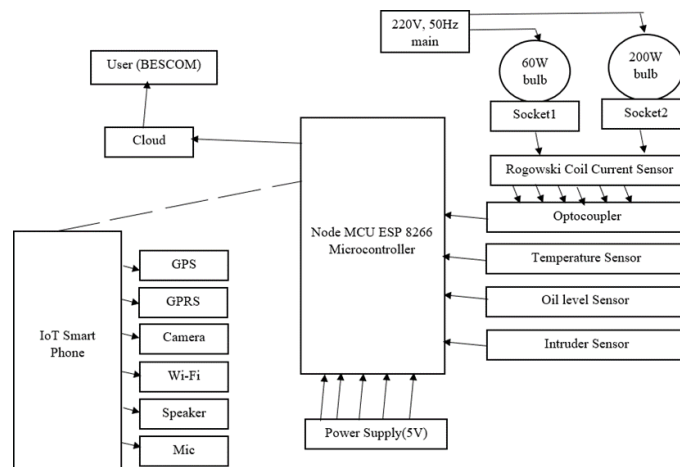 220V, 50Hz
main
60W
bulb
200W
bulb
User (BESCOM)
Cloud
Socket1
Socket2
Rogowski Coil Current Sensor
Optocoupler
Node MCU ESP 8266
Microcontroller
Temperature Sensor
Oil level Sensor
Intruder Sensor
IoT Smart
Phone
GPS
GPRS
Camera
Wi-Fi
Speaker
Mic
Power Supply(5V)